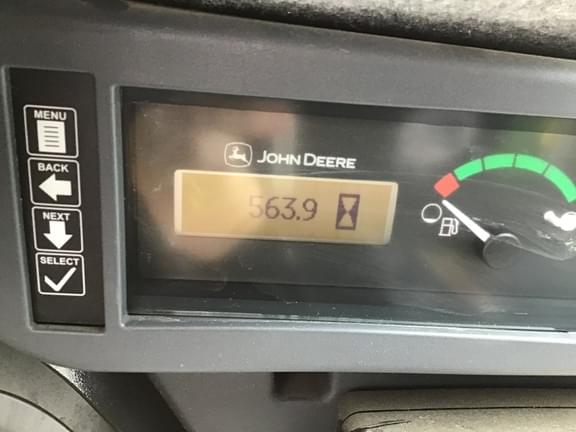 MENU
BACK
NEXT
SELECT
JOHN DEERE
563.9